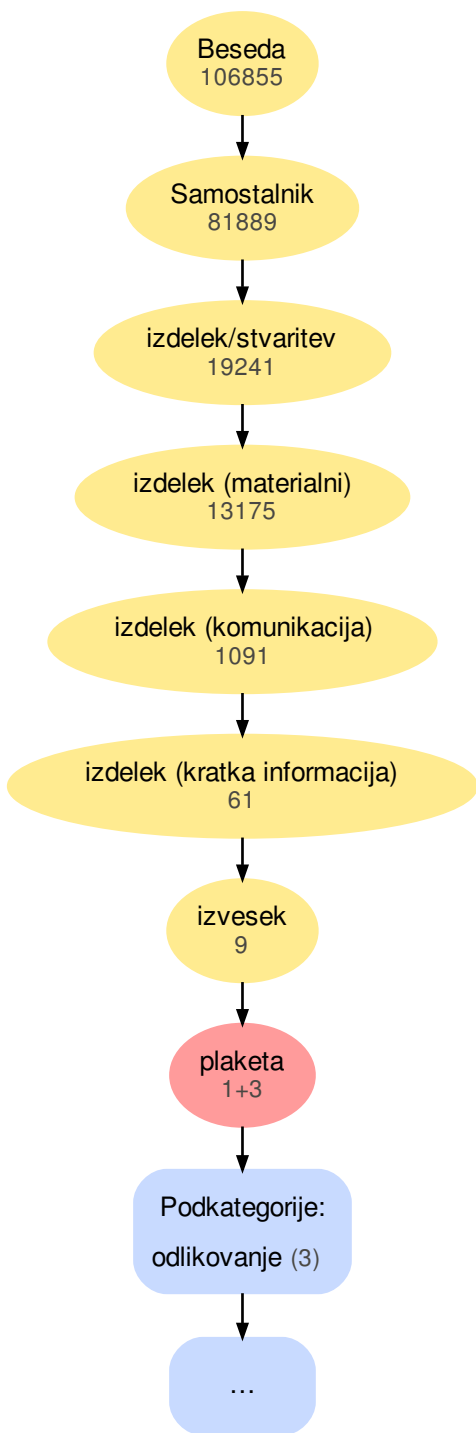 Beseda
106855
Samostalnik
81889
izdelek/stvaritev
19241
izdelek (materialni)
13175
izdelek (komunikacija)
1091
izdelek (kratka informacija)
61
izvesek
9
plaketa
1+3
Podkategorije:
odlikovanje (3)
...